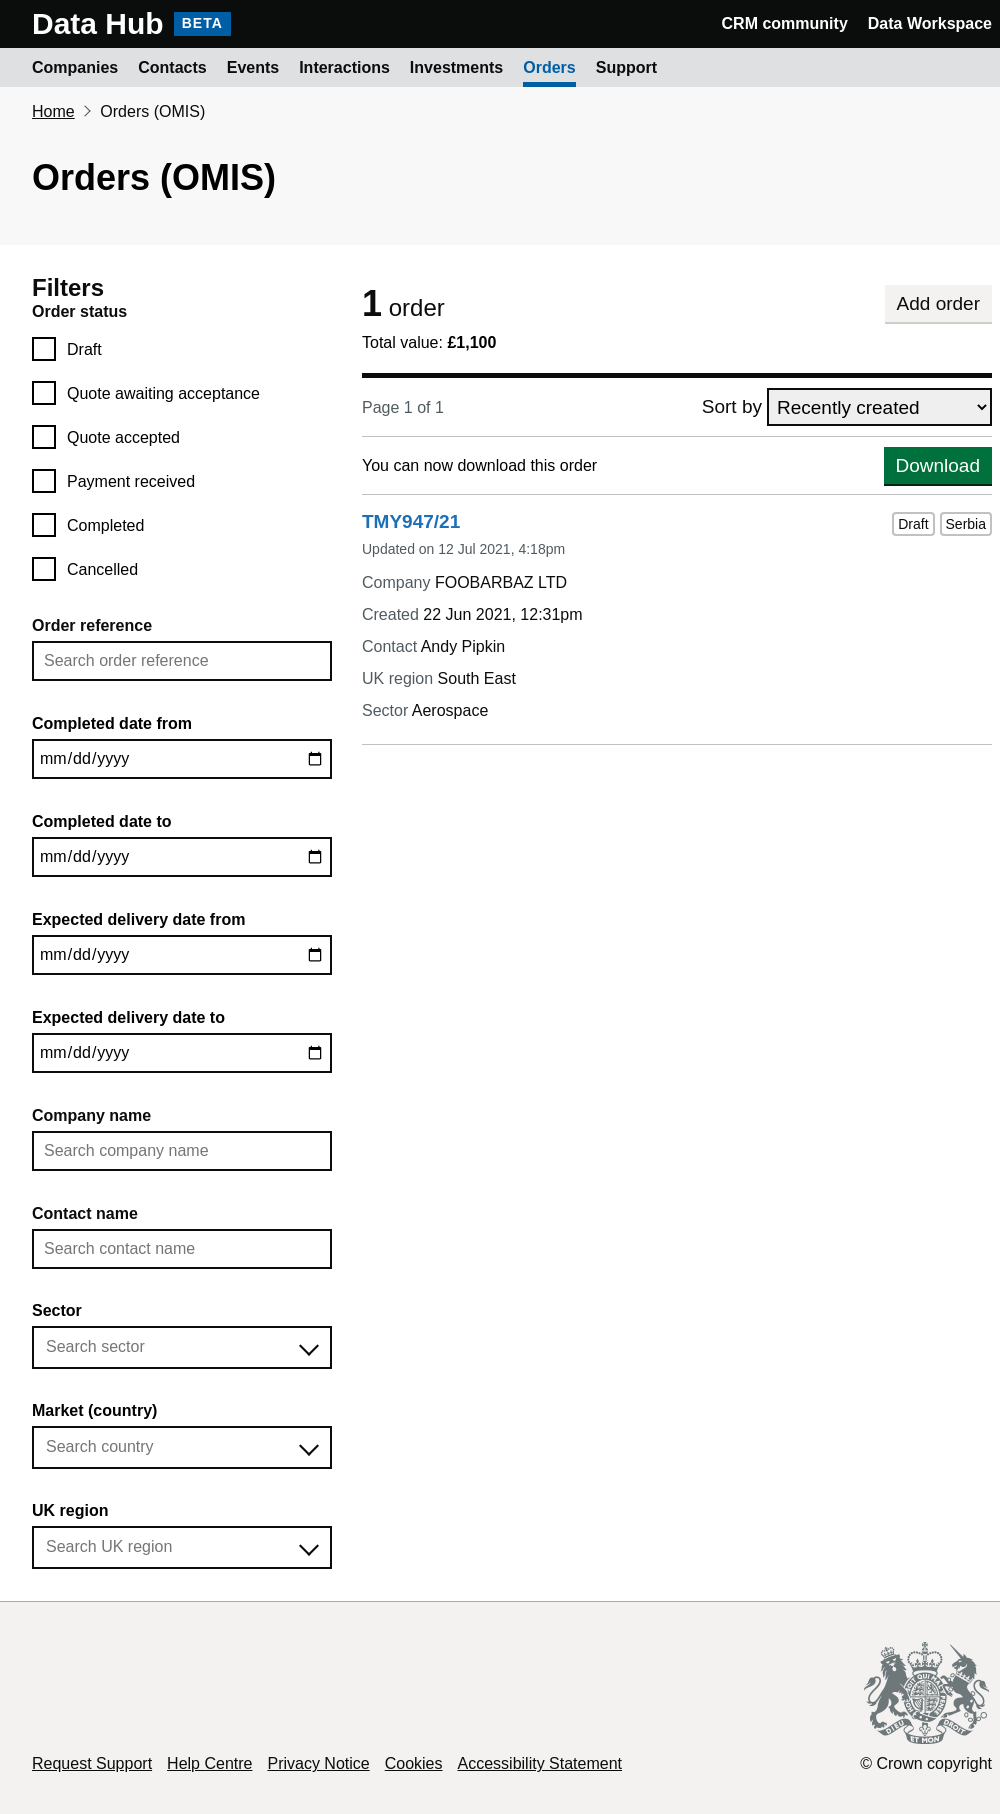 Data Hub BETA CRM community Data Workspace
Companies Contacts Events Interactions Investments Orders Support
Home Orders (OMIS)
Orders (OMIS)
Filters
Order status
Draft
Quote awaiting acceptance
Quote accepted
Payment received
Completed
Cancelled
Order reference
Search order reference
Completed date from
mm/dd/yyyy
Completed date to
mm/dd/yyyy
Expected delivery date from
mm/dd/yyyy
Expected delivery date to
mm/dd/yyyy
Company name
Search company name
Contact name
Search contact name
Sector
Search sector
Market (country)
Search country
UK region
Search UK region
1 order Add order
Total value: £1,100
Page 1 of 1 Sort by Recently created
You can now download this order Download
TMY947/21 Draft Serbia
Updated on 12 Jul 2021, 4:18pm
Company FOOBARBAZ LTD
Created 22 Jun 2021, 12:31pm
Contact Andy Pipkin
UK region South East
Sector Aerospace
DIEU ET MON DROIT
Request Support Help Centre Privacy Notice Cookies Accessibility Statement © Crown copyright